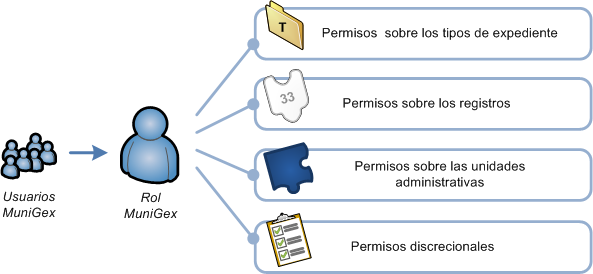 T
Permisos sobre los tipos de expediente
33
Permisos sobre los registros
Permisos sobre las unidades
administrativas
Permisos discrecionales
Usuarios
MuniGex
Rol
MuniGex